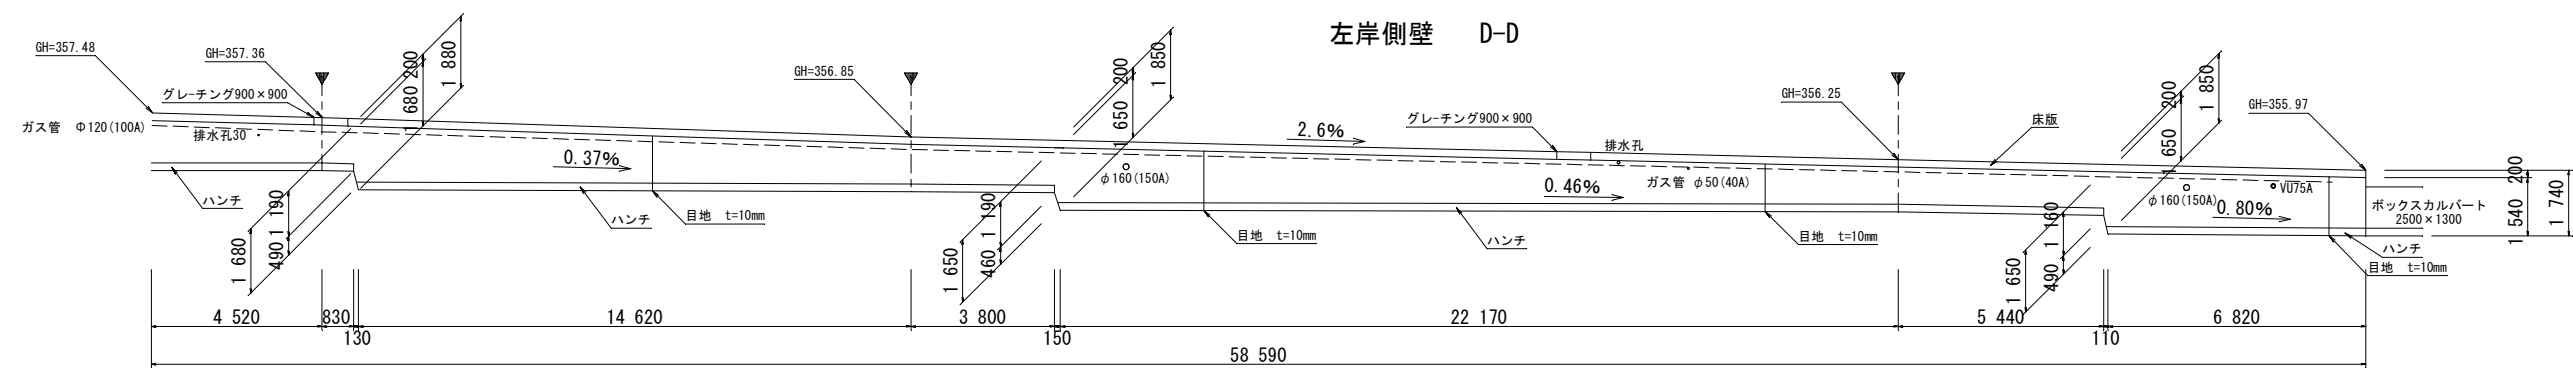 左岸側壁 D-D
GH=357.48
GH=357.36
GH=356.85
GH=356.25
GH=355.97
グレーチング900×900
ガス管 Φ120(100A)
排水孔30
ハンチ
0.37%
ハンチ
目地 t=10mm
200
1 880
1 680
1 190
490
1 680
200
1 850
1 650
φ160(150A)
2.6%
グレーチング900×900
排水孔
ガス管 φ50(40A)
0.46%
目地 t=10mm
ハンチ
目地 t=10mm
1 190
460
1 650
床版
200
1 850
1 650
φ160(150A)
VU75A
0.80%
ボックスカルバート
2500×1300
ハンチ
目地 t=10mm
200
1 540
1 740
1 160
490
1 650
4 520
830
130
14 620
3 800
150
22 170
5 440
110
6 820
58 590